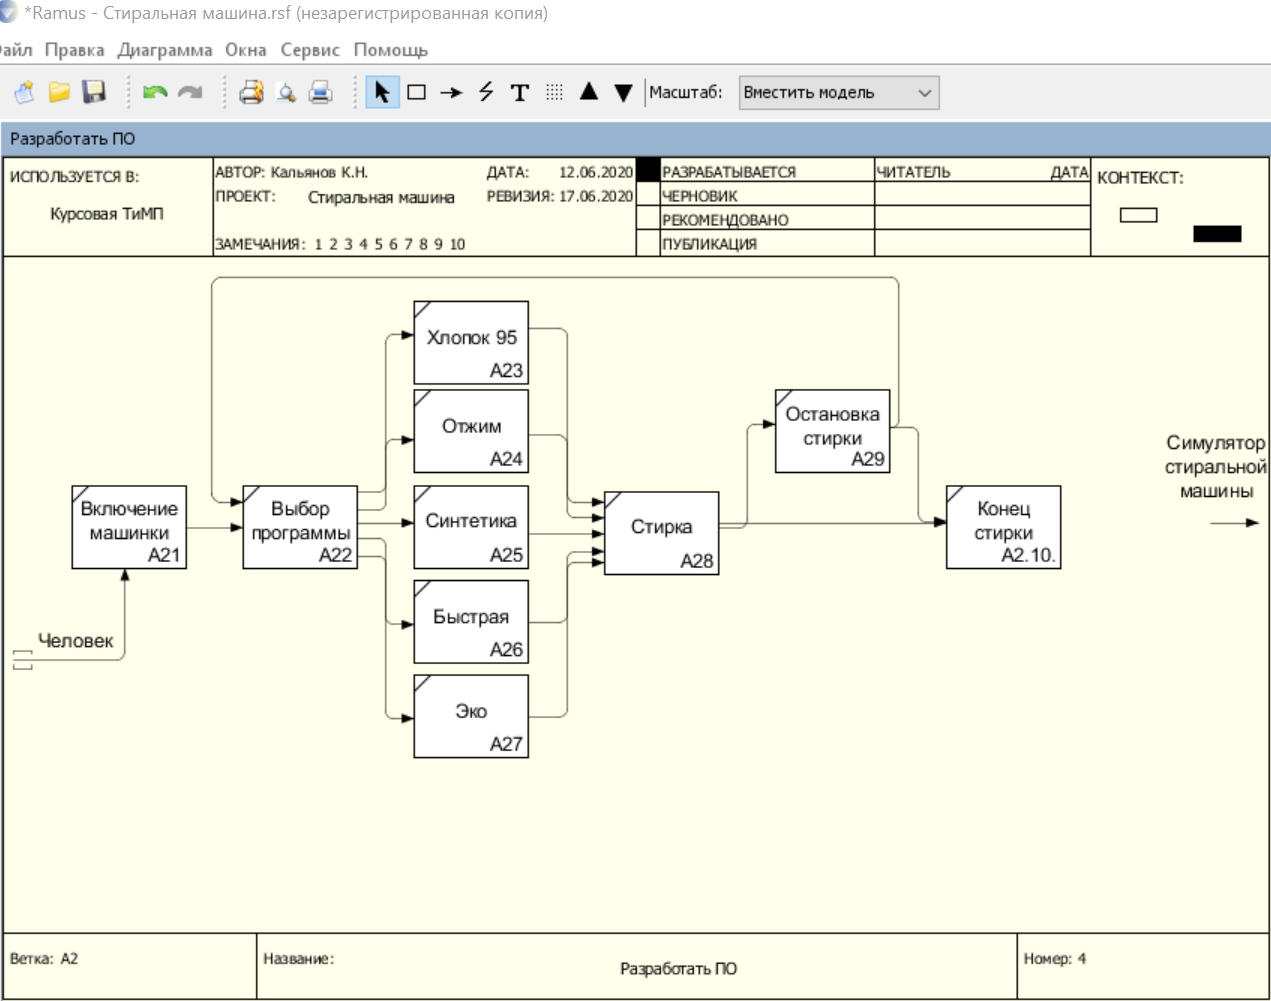 *Ramus - Стиральная машина.rsf (незарегистрированная копия)
айл Правка Диаграмма Окна Сервис Помощь
T Масштаб: Вместить модель
Разработать ПО
ИСПОЛЬЗУЕТСЯ В:
Курсовая ТиМП
АВТОР: Кальянов К.Н.
ДАТА: 12.06.2020
ПРОЕКТ: Стиральная машина
РЕВИЗИЯ: 17.06.2020
ЗАМЕЧАНИЯ: 1 2 3 4 5 6 7 8 9 10
РАЗРАБАТЫВАЕТСЯ
ЧЕРНОВИК
РЕКОМЕНДОВАНО
ПУБЛИКАЦИЯ
ЧИТАТЕЛЬ ДАТА
КОНТЕКСТ:
Хлопок 95
A23
Отжим
A24
Остановка
стирки
A29
Симулятор
стиральной
машины
Включение
машинки
A21
Выбор
программы
A22
Синтетика
A25
Стирка
A28
Конец
стирки
A2.10.
Быстрая
A26
Человек
Эко
A27
Ветка: A2
Название:
Разработать ПО
Номер: 4